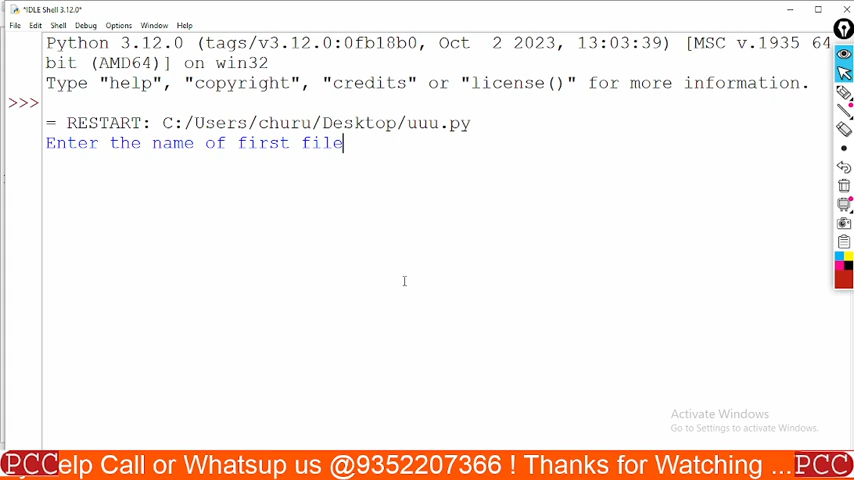 *IDLE Shell 3.12.0*
File Edit Shell Debug Options Window Help
Python 3.12.0 (tags/v3.12.0:0fb18b0, Oct  2 2023, 13:03:39) [MSC v.1935 64
bit (AMD64)] on win32
Type "help", "copyright", "credits" or "license()" for more information.
>>>
= RESTART: C:/Users/churu/Desktop/uuu.py
Enter the name of first file
Activate Windows
Go to Settings to activate Windows.
PCC elp Call or Whatsup us @9352207366 ! Thanks for Watching ... PCC